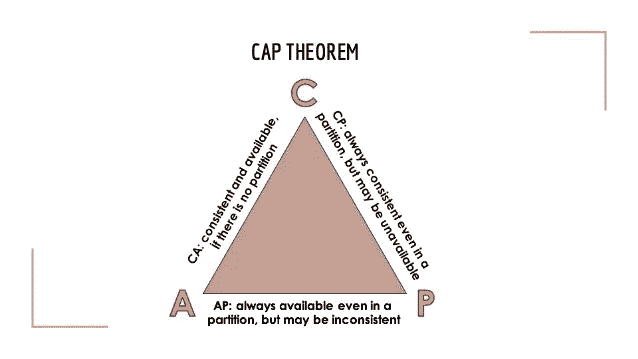 CAP THEOREM
C
CA: consistent and available,
if there is no partition
CP: always consistent even in a
partition, but may be unavailable
A
P
AP: always available even in a
partition, but may be inconsistent